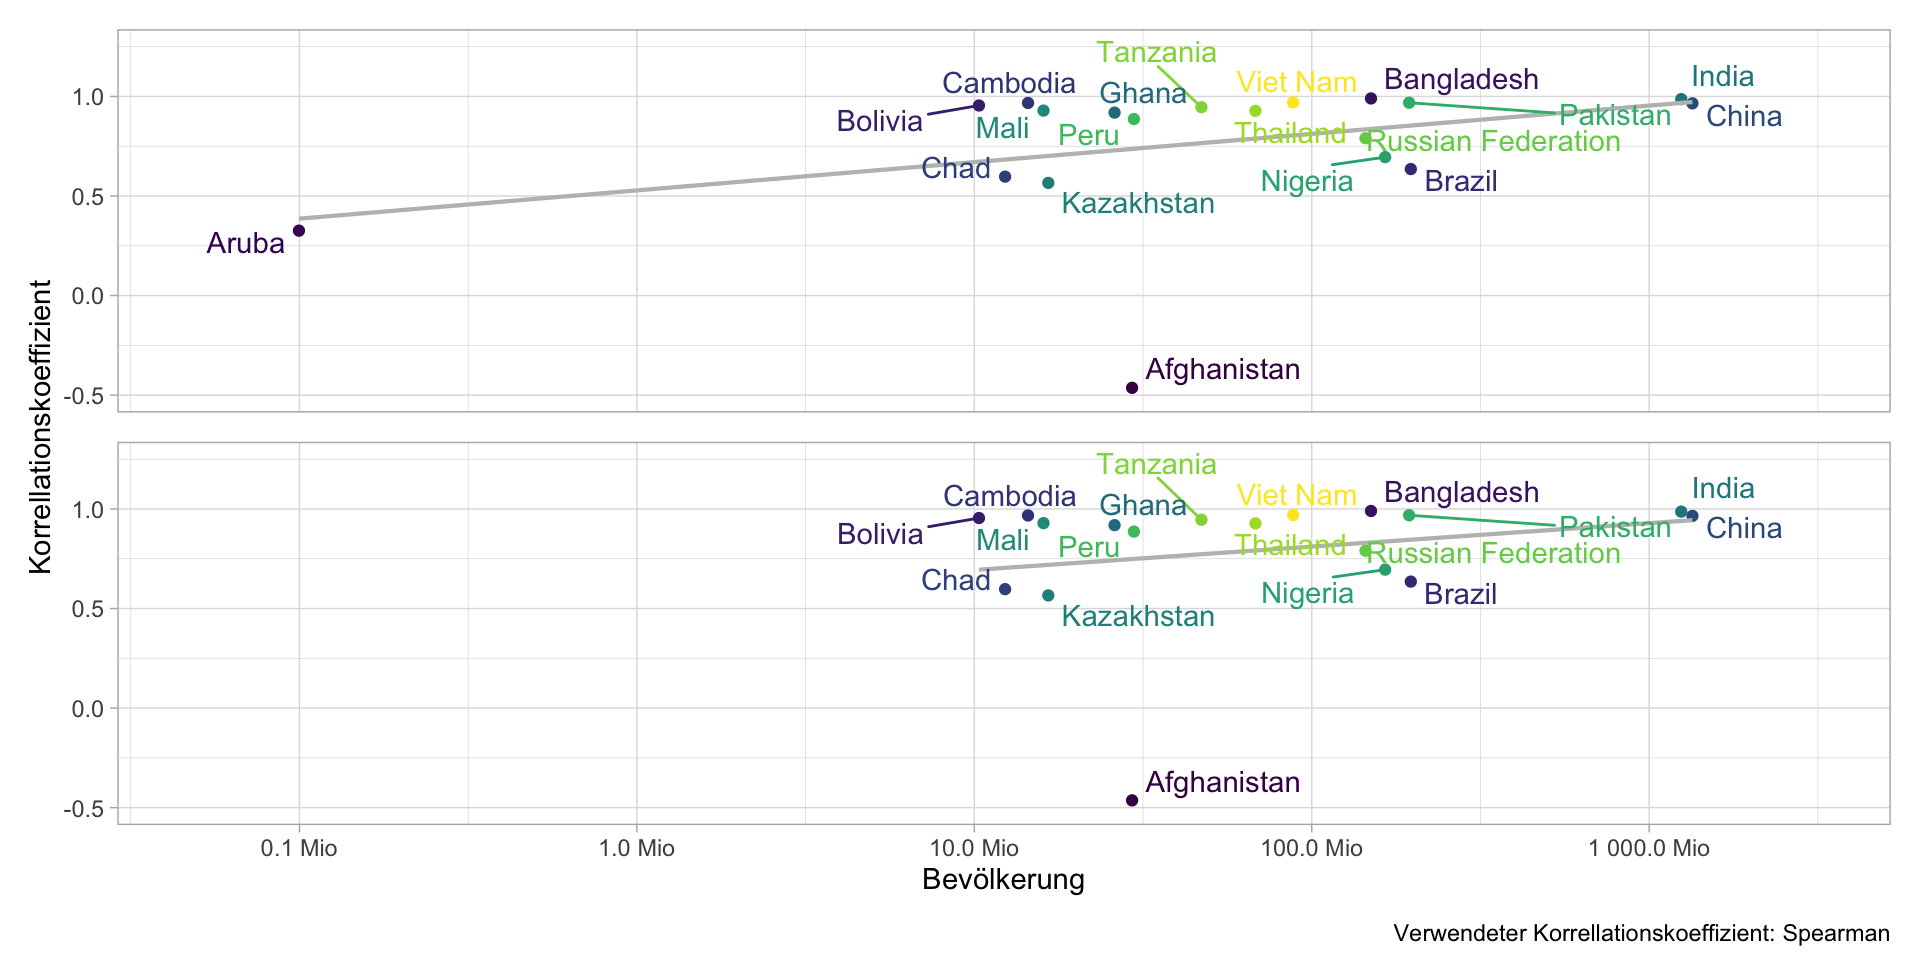 Korrellationskoeffizient
1.0
0.5
0.0
-0.5
Tanzania
Cambodia
Ghana
Viet Nam
Bangladesh
India
Bolivia
Mali
Peru
Thailand
Pakistan
China
Russian Federation
Chad
Nigeria
Brazil
Kazakhstan
Aruba
Afghanistan
1.0
0.5
0.0
-0.5
Tanzania
Cambodia
Ghana
Viet Nam
Bangladesh
India
Bolivia
Mali
Peru
Thailand
Pakistan
China
Russian Federation
Chad
Nigeria
Brazil
Kazakhstan
Afghanistan
0.1 Mio
1.0 Mio
10.0 Mio
100.0 Mio
1 000.0 Mio
Bevölkerung
Verwendeter Korrellationskoeffizient: Spearman